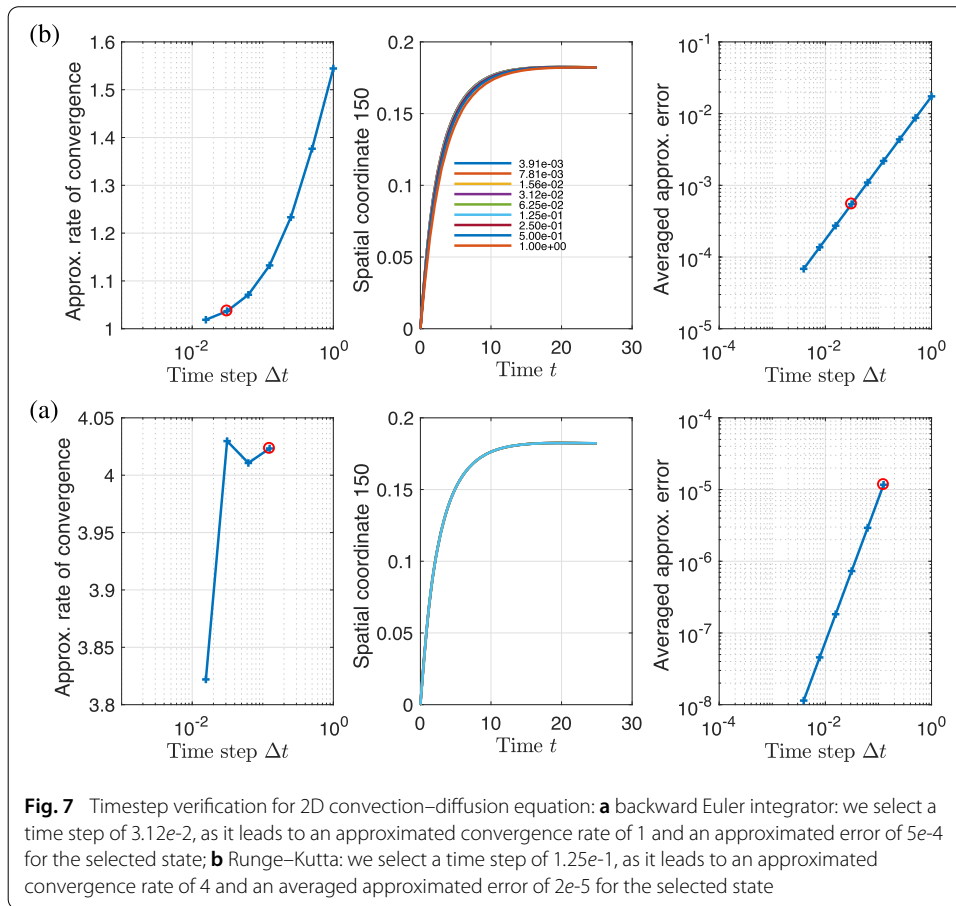 (b)
1.6
1.5
1.4
1.3
1.2
1.1
1
Approx. rate of convergence
10^-2
10^0
Time step Δt
0.2
0.15
0.1
0.05
0
Spatial coordinate 150
3.91e-03
7.81e-03
1.56e-02
3.12e-02
6.25e-02
1.25e-01
2.50e-01
5.00e-01
1.00e+00
0
10
20
30
Time t
10^-1
10^-2
10^-3
10^-4
10^-5
Averaged approx. error
10^-4
10^-2
10^0
Time step Δt
(a)
4.05
4
3.95
3.9
3.85
3.8
Approx. rate of convergence
10^-2
10^0
Time step Δt
0.2
0.15
0.1
0.05
0
Spatial coordinate 150
0
10
20
30
Time t
10^-4
10^-5
10^-6
10^-7
10^-8
Averaged approx. error
10^-4
10^-2
10^0
Time step Δt
Fig. 7 Timestep verification for 2D convection–diffusion equation: a backward Euler integrator: we select a
time step of 3.12e-2, as it leads to an approximated convergence rate of 1 and an approximated error of 5e-4
for the selected state; b Runge–Kutta: we select a time step of 1.25e-1, as it leads to an approximated
convergence rate of 4 and an averaged approximated error of 2e-5 for the selected state